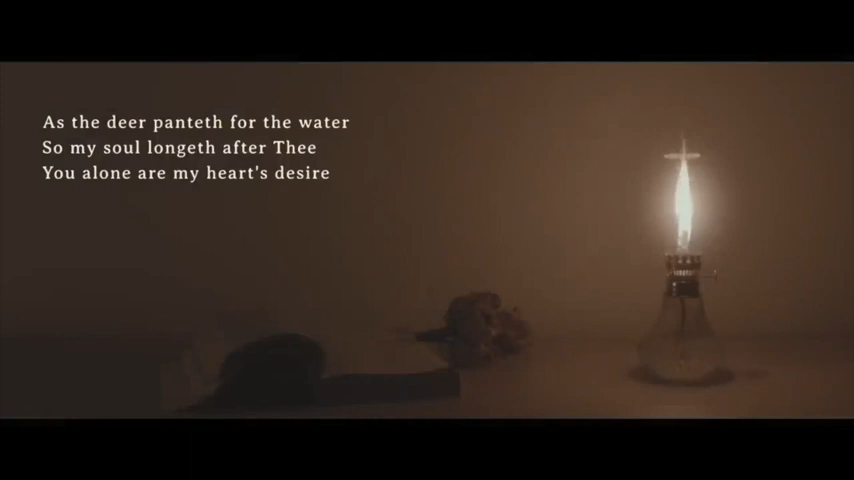 As the deer panteth for the water
So my soul longeth after Thee
You alone are my heart's desire